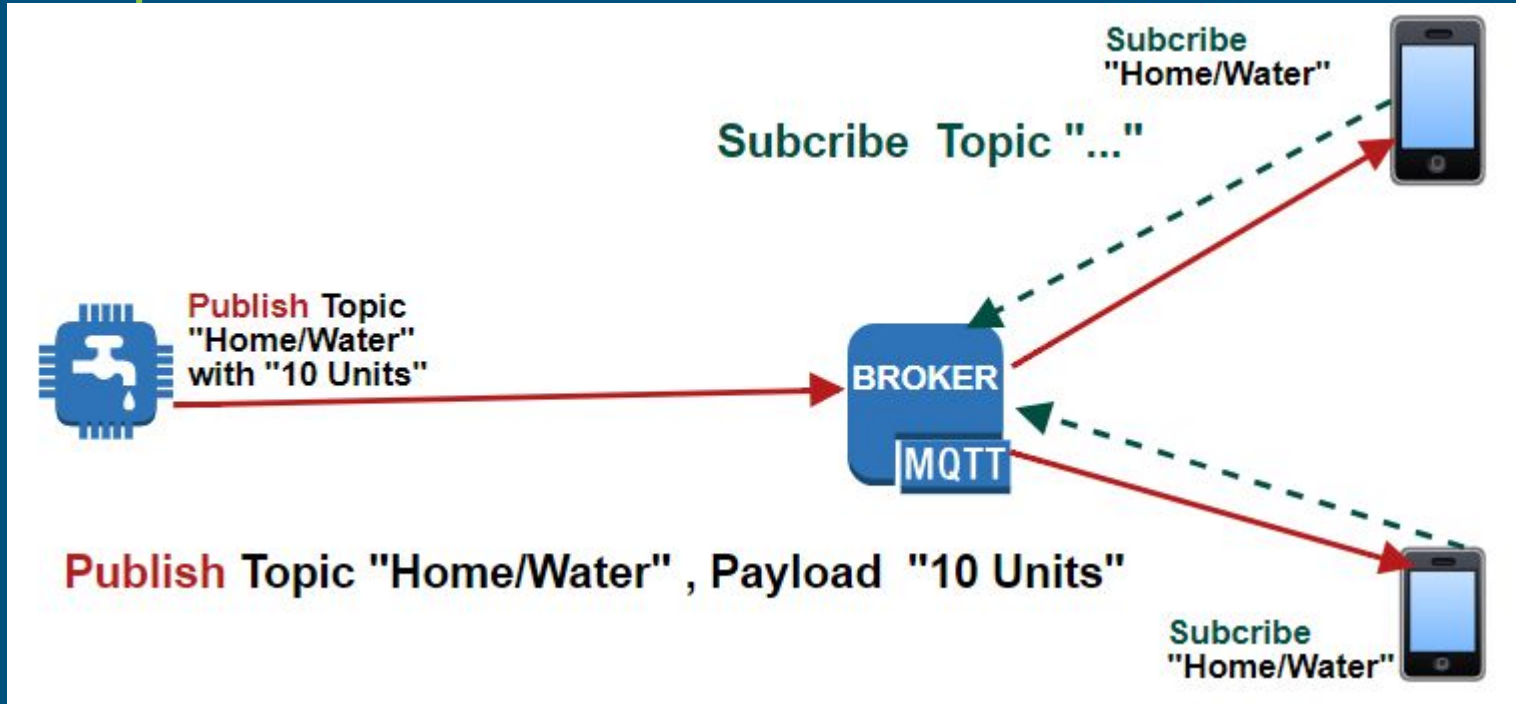 Subcribe
"Home/Water"
Subcribe Topic "..."
Publish Topic
"Home/Water"
with "10 Units"
BROKER
MQTT
Publish Topic "Home/Water" , Payload "10 Units"
Subcribe
"Home/Water"